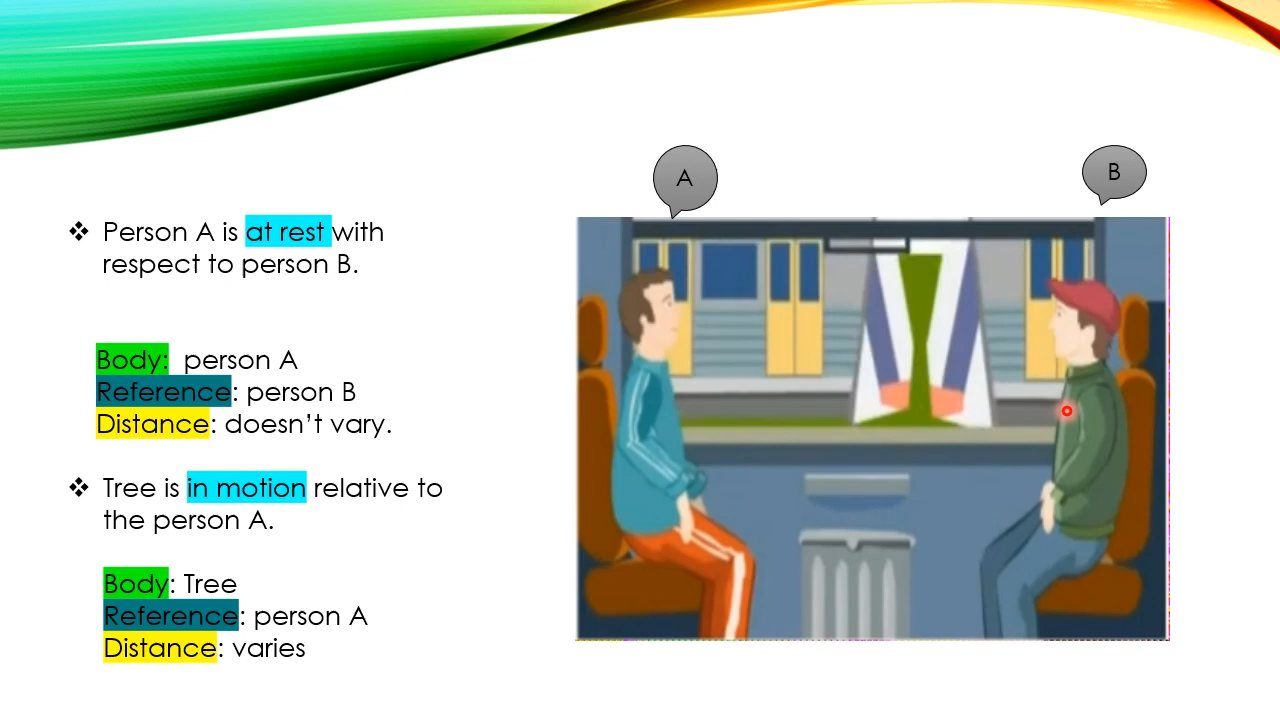 A
B
❖ Person A is at rest with
respect to person B.
Body: person A
Reference: person B
Distance: doesn’t vary.
❖ Tree is in motion relative to
the person A.
Body: Tree
Reference: person A
Distance: varies